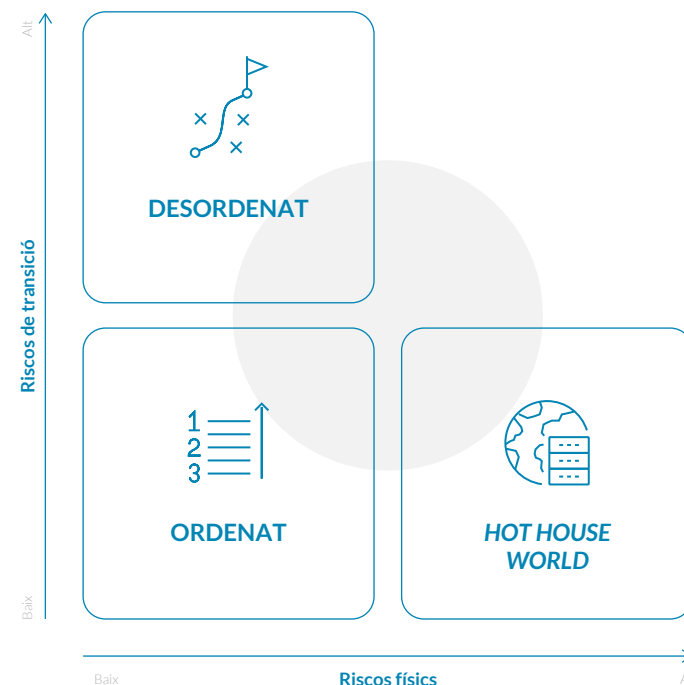 Alt
DESORDENAT
Riscos de transició
1
2
3
ORDENAT
HOT HOUSE
WORLD
Baix
Baix
Riscos físics